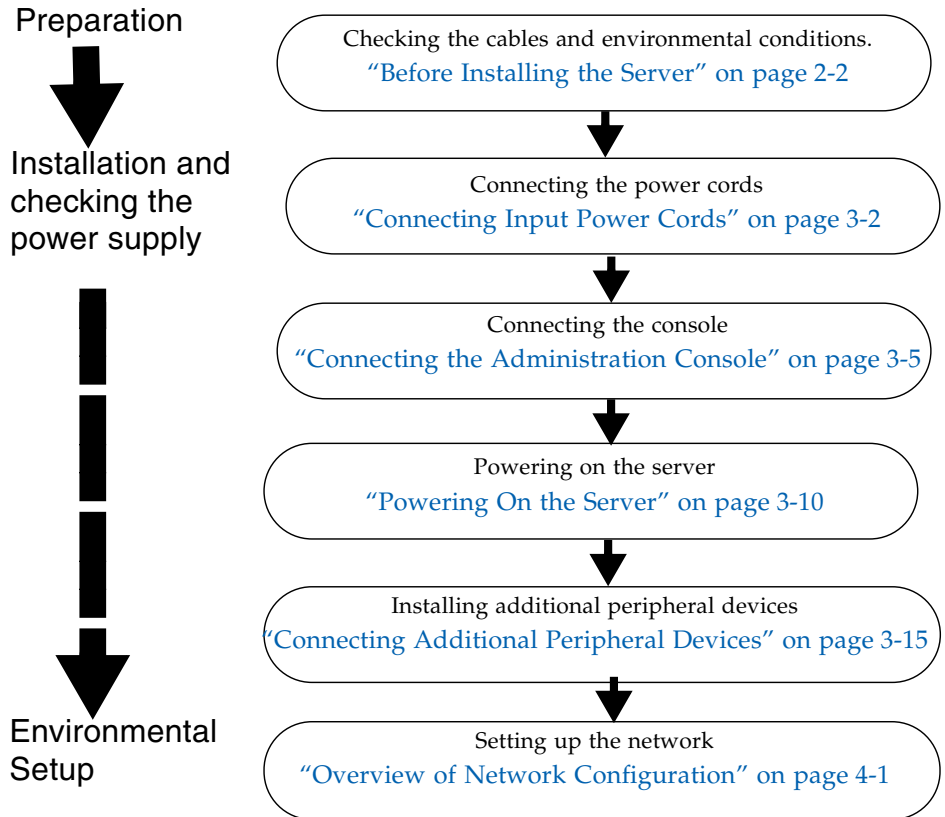 Preparation
Checking the cables and environmental conditions.
“Before Installing the Server” on page 2-2
Installation and
checking the
power supply
Connecting the power cords
“Connecting Input Power Cords” on page 3-2
Connecting the console
“Connecting the Administration Console” on page 3-5
Powering on the server
“Powering On the Server” on page 3-10
Installing additional peripheral devices
“Connecting Additional Peripheral Devices” on page 3-15
Environmental
Setup
Setting up the network
“Overview of Network Configuration” on page 4-1